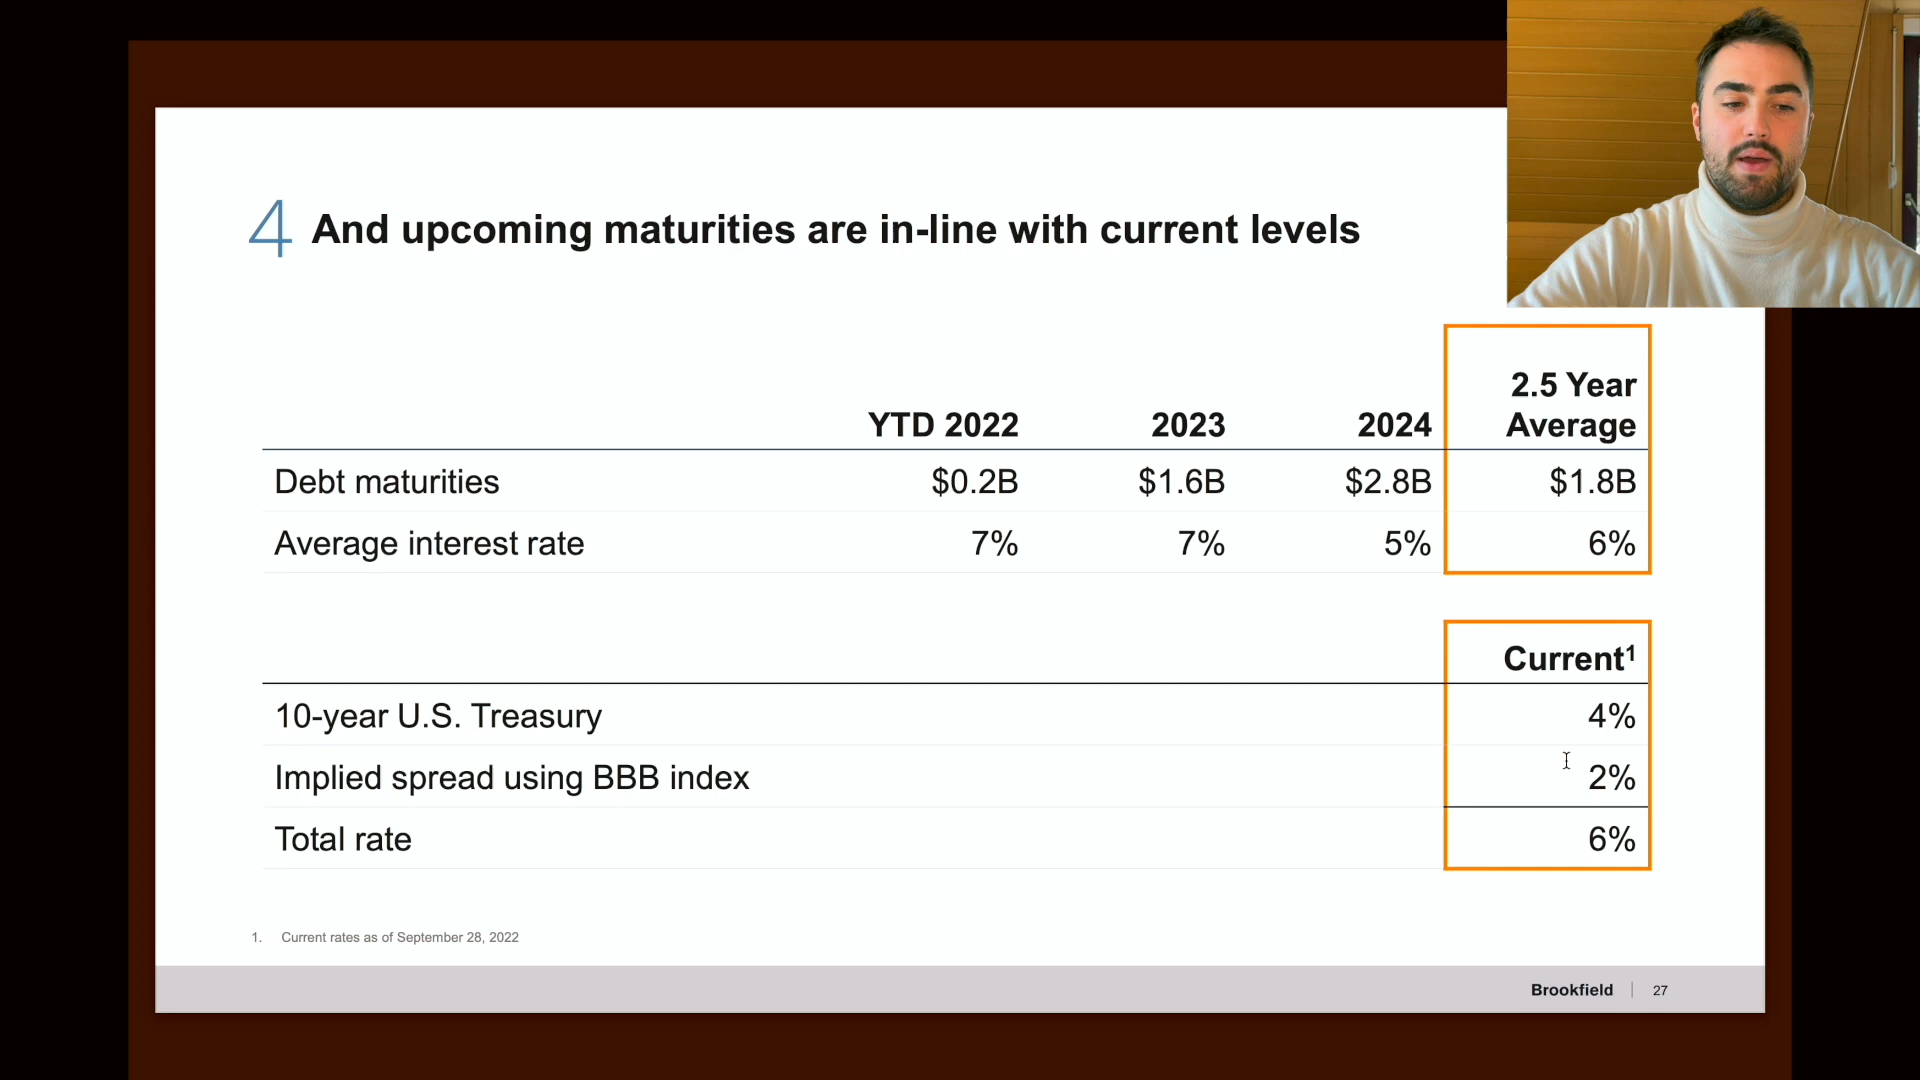 4 And upcoming maturities are in-line with current levels
2.5 Year
YTD 2022 2023 2024 Average
Debt maturities $0.2B $1.6B $2.8B $1.8B
Average interest rate 7% 7% 5% 6%
Current¹
10-year U.S. Treasury 4%
Implied spread using BBB index 2%
Total rate 6%
1. Current rates as of September 28, 2022
Brookfield | 27